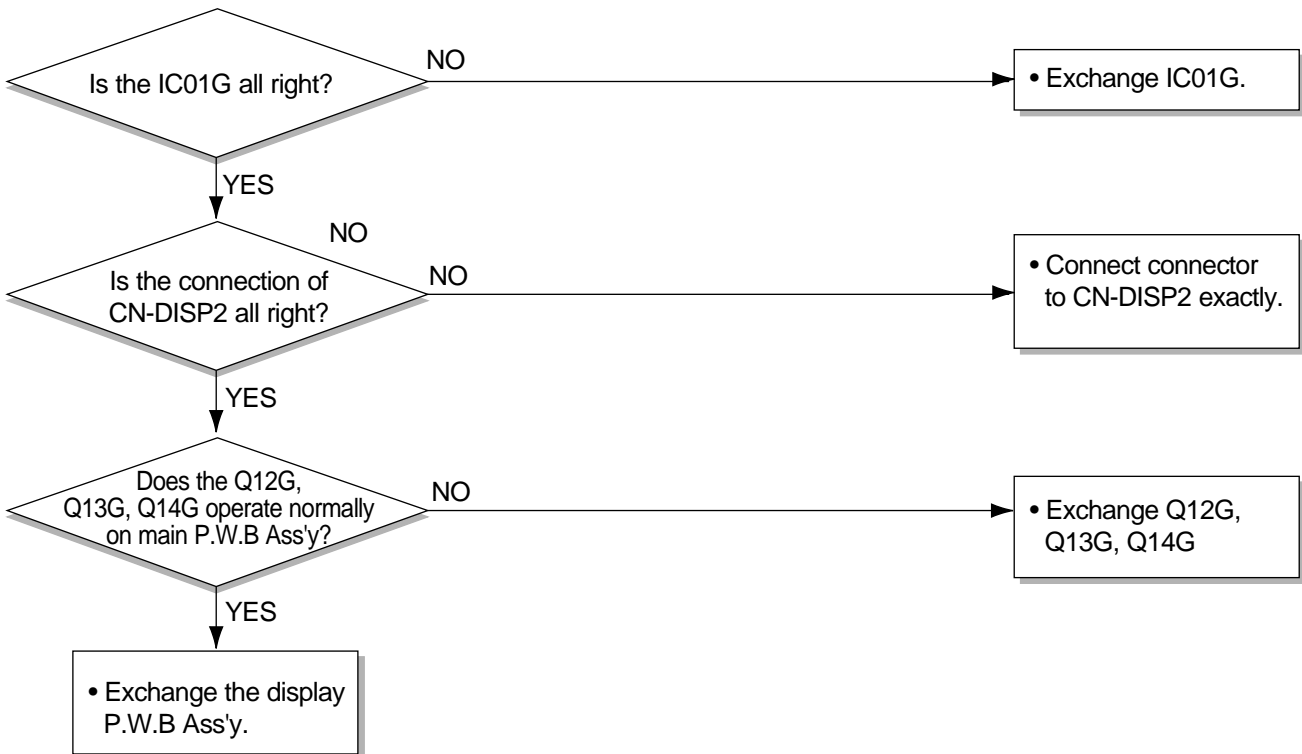 Is the IC01G all right?
NO
• Exchange IC01G.
YES
NO
Is the connection of
CN-DISP2 all right?
NO
• Connect connector
to CN-DISP2 exactly.
YES
Does the Q12G,
Q13G, Q14G operate normally
on main P.W.B Ass'y?
NO
• Exchange Q12G,
Q13G, Q14G
YES
• Exchange the display
P.W.B Ass'y.